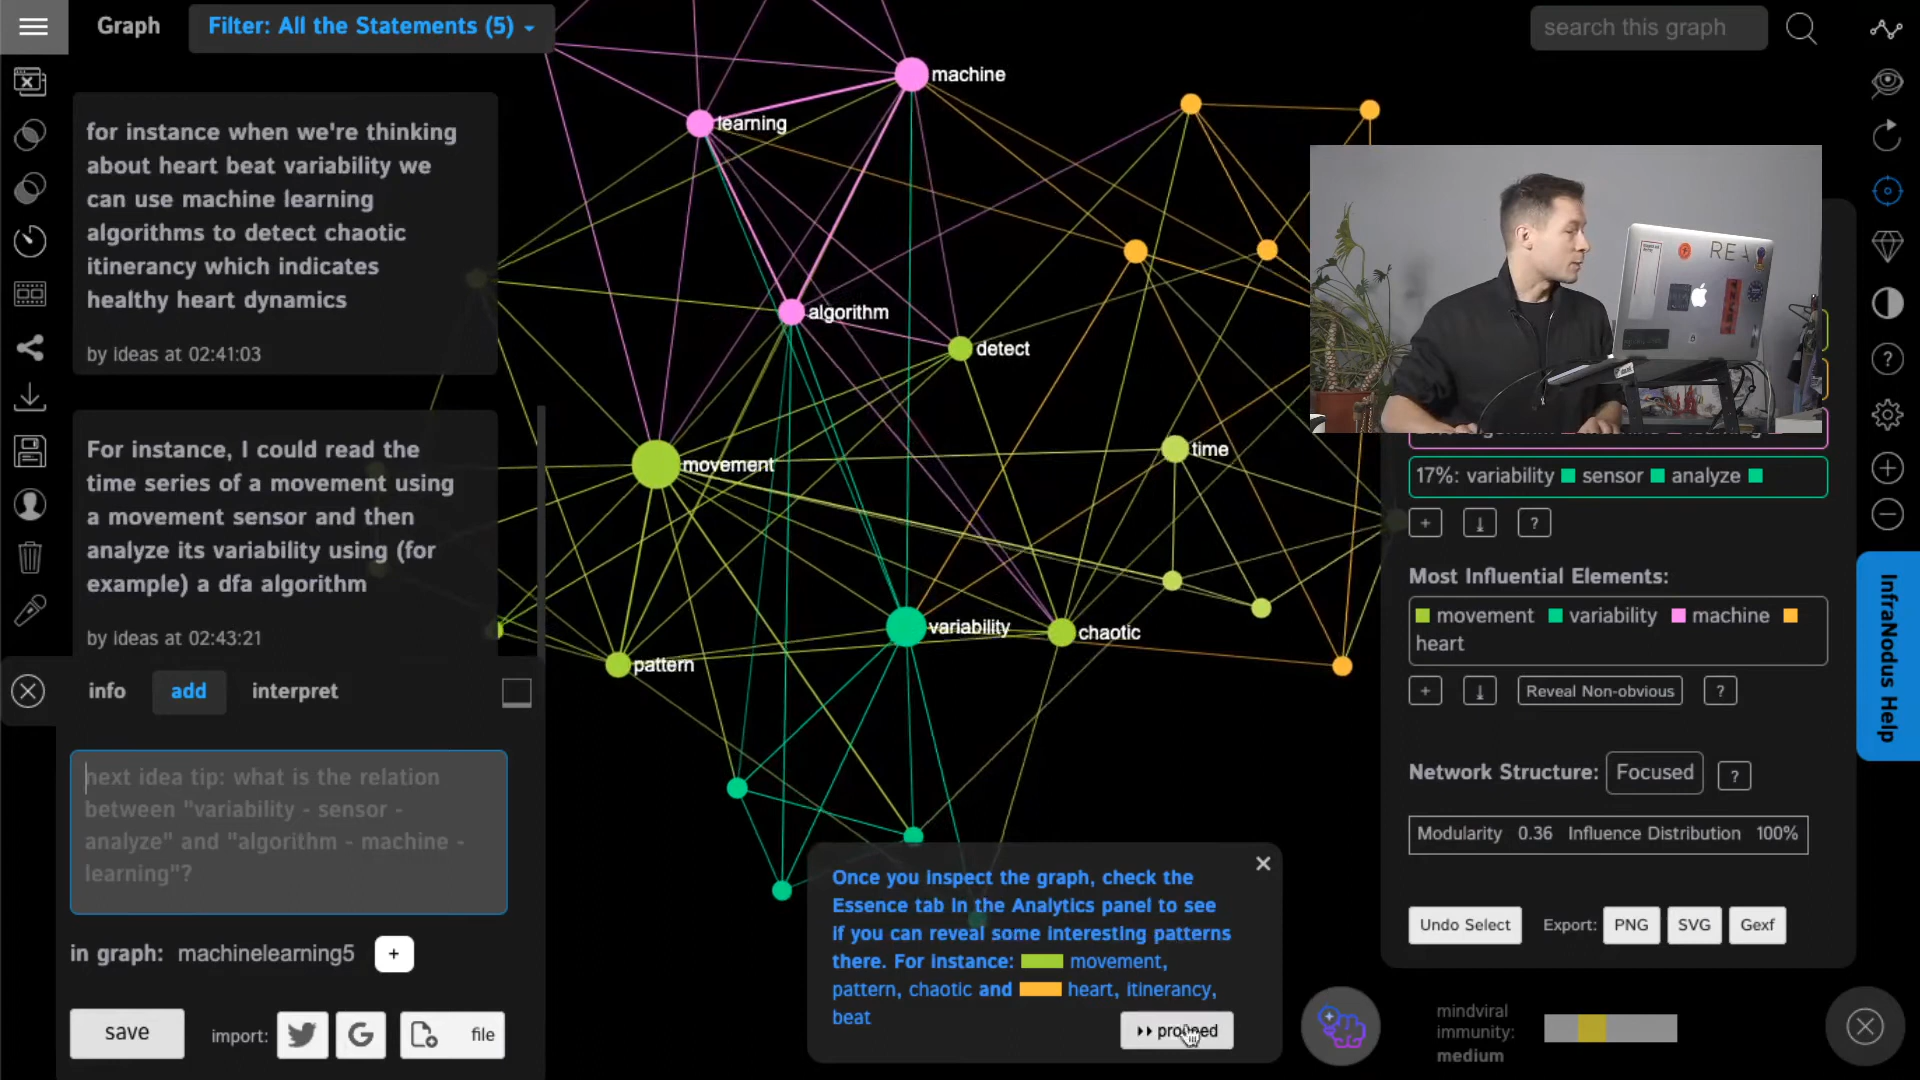 Graph
Filter: All the Statements (5)
search this graph
for instance when we're thinking
about heart beat variability we
can use machine learning
algorithms to detect chaotic
itinerancy which indicates
healthy heart dynamics
by ideas at 02:41:03
For instance, I could read the
time series of a movement using
a movement sensor and then
analyze its variability using (for
example) a dfa algorithm
by ideas at 02:43:21
info add interpret
next idea tip: what is the relation
between "variability - sensor -
analyze" and "algorithm - machine -
learning"?
in graph: machinelearning5 +
save import: G file
machine
learning
algorithm
detect
movement
time
variability
chaotic
pattern
Once you inspect the graph, check the
Essence tab in the Analytics panel to see
if you can reveal some interesting patterns
there. For instance: movement,
pattern, chaotic and heart, itinerancy,
beat
17%: variability sensor analyze
+ ?
Most Influential Elements:
movement variability machine
heart
+ Reveal Non-obvious ?
Network Structure: Focused ?
Modularity 0.36 Influence Distribution 100%
Undo Select Export: PNG SVG Gexf
mindviral
immunity:
medium
InfraNodus Help